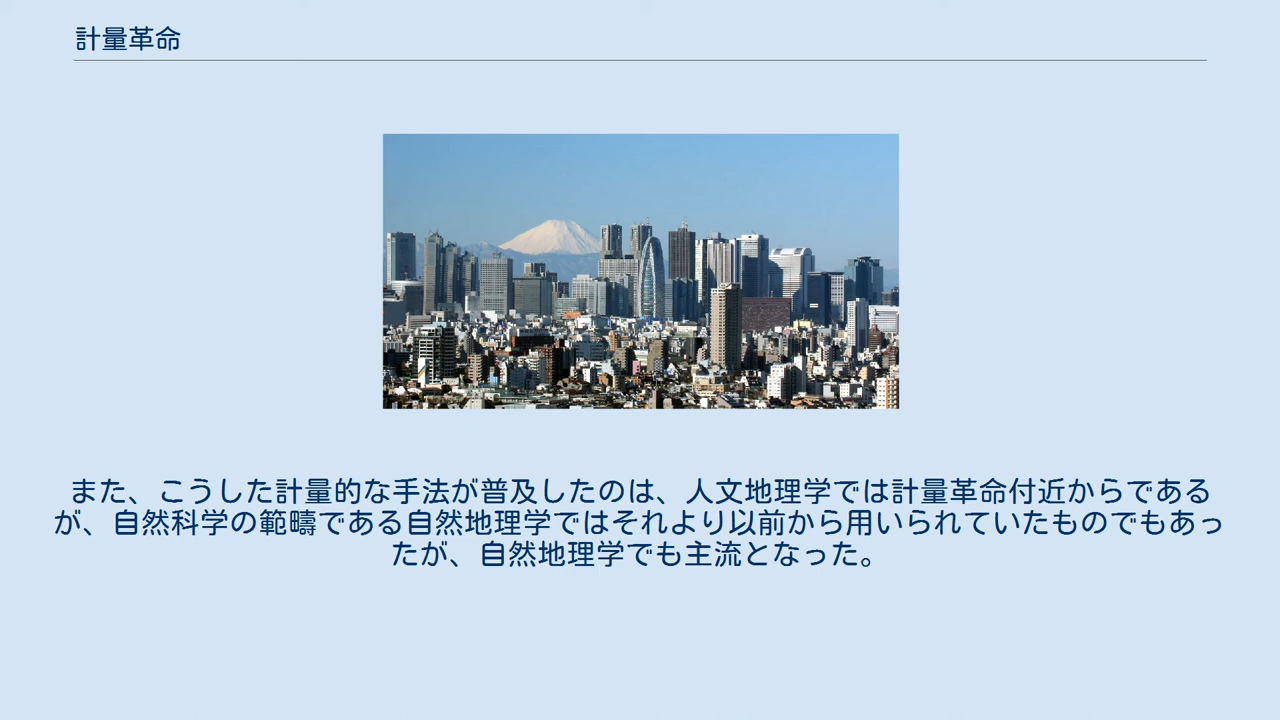 計量革命
また、こうした計量的な手法が普及したのは、人文地理学では計量革命付近からである
が、自然科学の範疇である自然地理学ではそれより以前から用いられていたものでもあっ
たが、自然地理学でも主流となった。